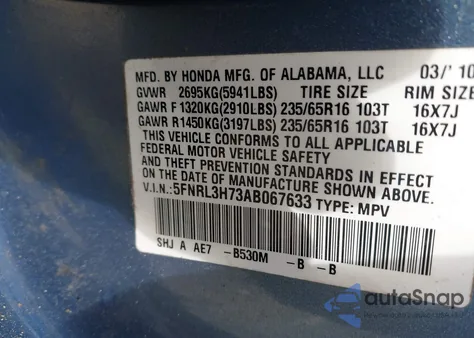 MFD. BY HONDA MFG. OF ALABAMA, LLC 03/'10
GVWR 2695KG(5941LBS) TIRE SIZE RIM SIZE
GAWR F 1320KG(2910LBS) 235/65R16 103T 16X7J
GAWR R1450KG(3197LBS) 235/65R16 103T 16X7J
THIS VEHICLE CONFORMS TO ALL APPLICABLE
FEDERAL MOTOR VEHICLE SAFETY
AND THEFT PREVENTION STANDARDS IN EFFECT
ON THE DATE OF MANUFACTURE SHOWN ABOVE.
V.I.N.:5FNRL3H73AB067633 TYPE: MPV
SHJ A AE7 -B530M -B -B
autaSnap